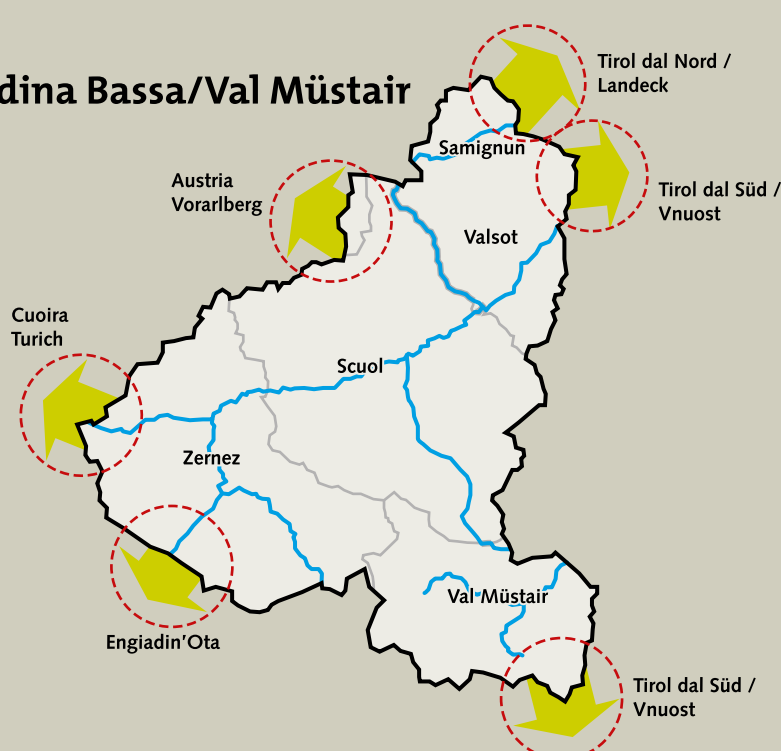 dina Bassa/Val Müstair
Tirol dal Nord /
Landeck
Samignun
Austria
Vorarlberg
Tirol dal Süd /
Vnuost
Valsot
Cuoira
Turich
Scuol
Zernez
Val Müstair
Engiadin'Ota
Tirol dal Süd /
Vnuost